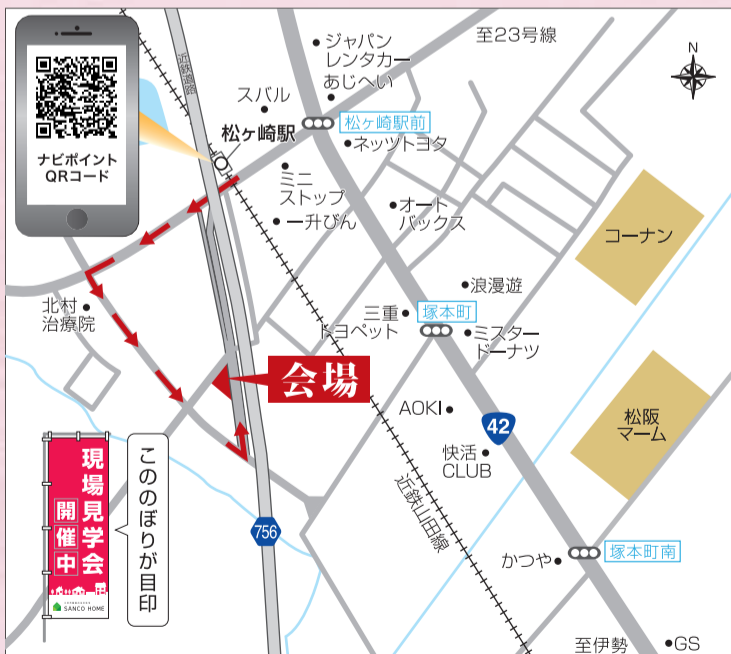 ナビポイント
QRコード
近鉄道路
ジャパン
レンタカー
あじへい
至23号線
N
スバル
松ヶ崎駅前
松ヶ崎駅
ネッツトヨタ
ミニ
ストップ
一升びん
オート
バックス
コーナン
北村
治療院
浪漫遊
三重
トヨペット
塚本町
ミスター
ドーナツ
会場
AOKI
42
快活
CLUB
松阪
マーム
現場見学会
開催中
SANCO HOME
こののぼりが目印
756
近鉄山田線
かつや
塚本町南
至伊勢
GS